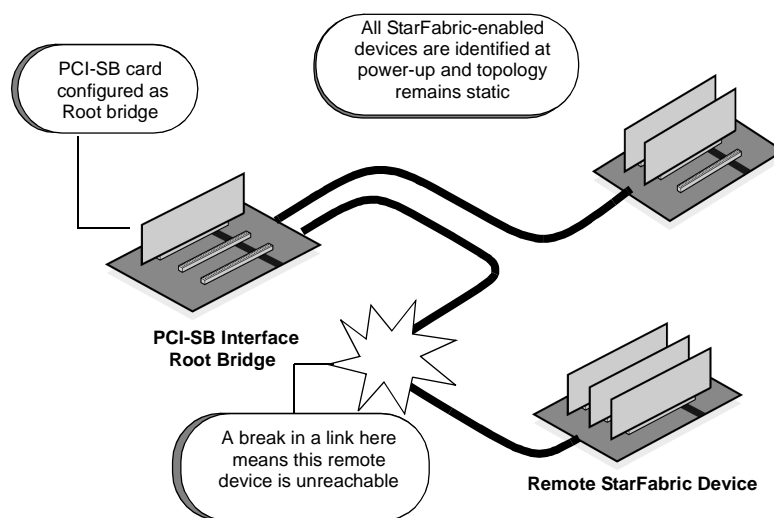 All StarFabric-enabled
devices are identified at
power-up and topology
remains static
PCI-SB card
configured as
Root bridge
PCI-SB Interface
Root Bridge
A break in a link here
means this remote
device is unreachable
Remote StarFabric Device